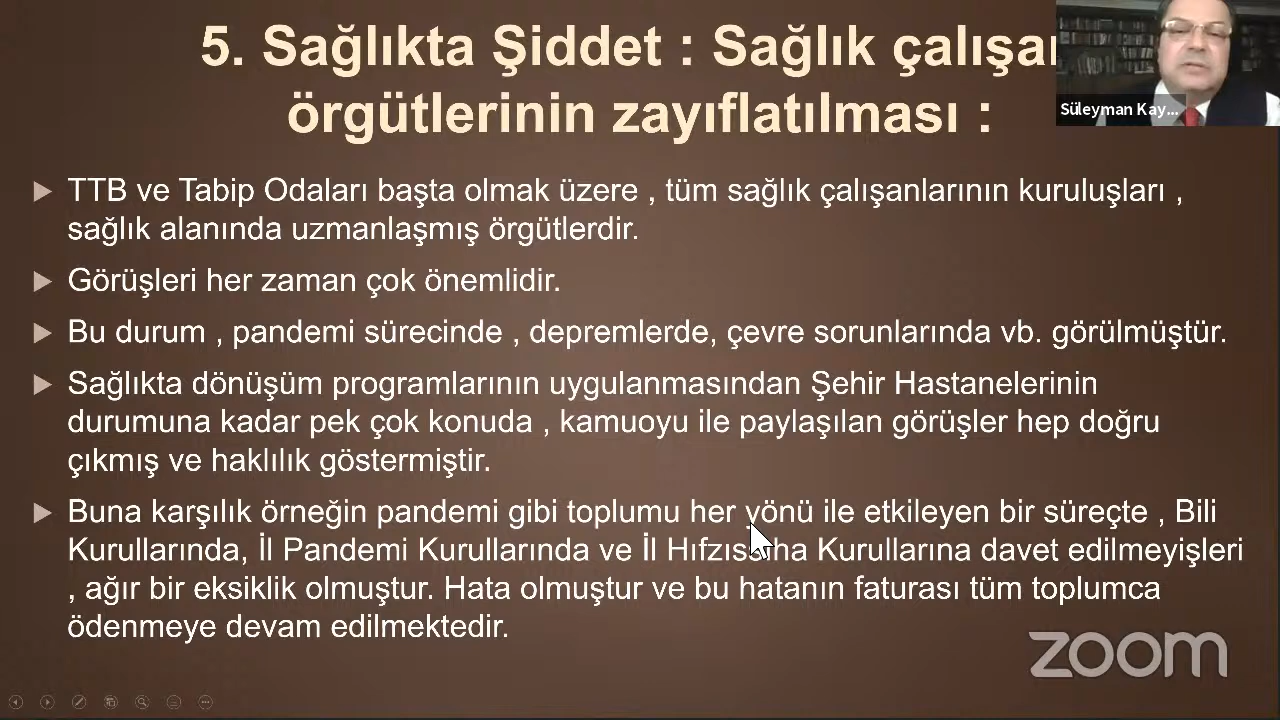 5. Sağlıkta Şiddet : Sağlık
örgütlerinin zayıflatılması :
Süleyman Kay...
TTB ve Tabip Odaları başta olmak üzere , tüm sağlık çalışanlarının kuruluşları ,
sağlık alanında uzmanlaşmış örgütlerdir.
Görüşleri her zaman çok önemlidir.
Bu durum , pandemi sürecinde , depremlerde, çevre sorunlarında vb. görülmüştür.
Sağlıkta dönüşüm programlarının uygulanmasından Şehir Hastanelerinin
durumuna kadar pek çok konuda , kamuoyu ile paylaşılan görüşler hep doğru
çıkmış ve haklılık göstermiştir.
Buna karşılık örneğin pandemi gibi toplumu her yönü ile etkileyen bir süreçte , Bili
Kurullarında, İl Pandemi Kurullarında ve İl Kurullarına davet edilmeyişleri
, ağır bir eksiklik olmuştur. Hata olmuştur ve bu hatanın faturası tüm toplumca
ödenmeye devam edilmektedir.
zoom